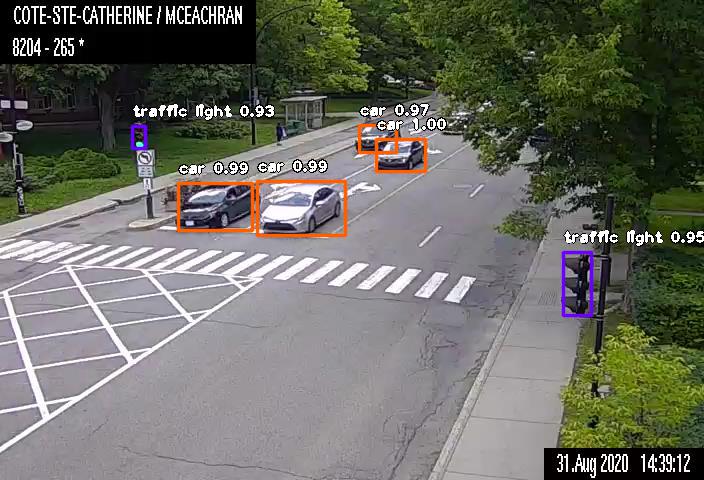 COTE-STE-CATHERINE / MCEACHRAN
8204 - 265 *
traffic light 0.93
car 0.97
car 1.00
car 0.99
car 0.99
traffic light 0.95
31.Aug 2020 14:39:12